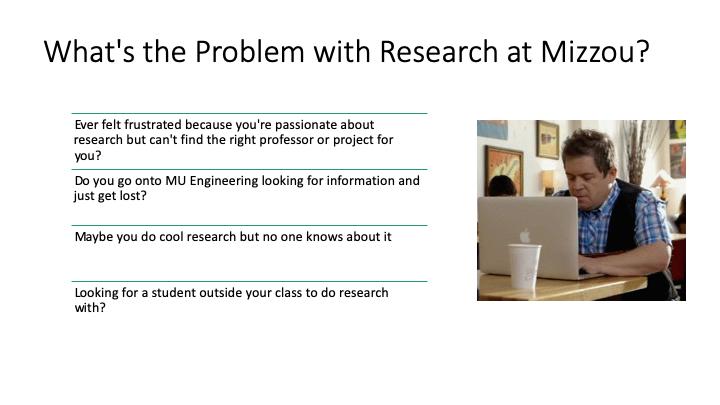 What's the Problem with Research at Mizzou?
Ever felt frustrated because you're passionate about
research but can't find the right professor or project for
you?
Do you go onto MU Engineering looking for information and
just get lost?
Maybe you do cool research but no one knows about it
Looking for a student outside your class to do research
with?